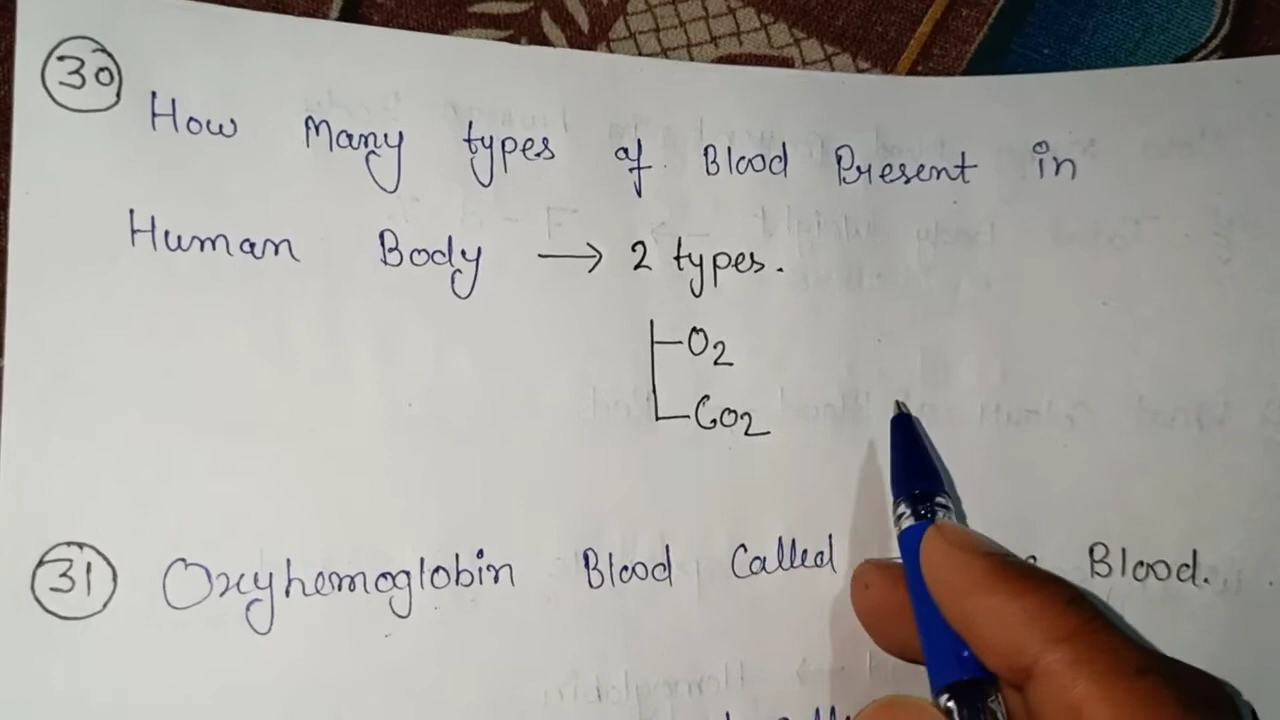 30
How Many types of Blood Present in
Human Body → 2 types.
O2
CO2
31 Oxyhemoglobin Blood Called Blood.